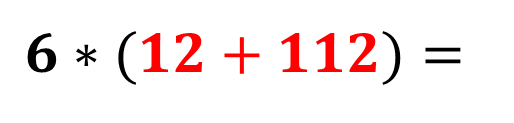 6 * (12 + 112) =